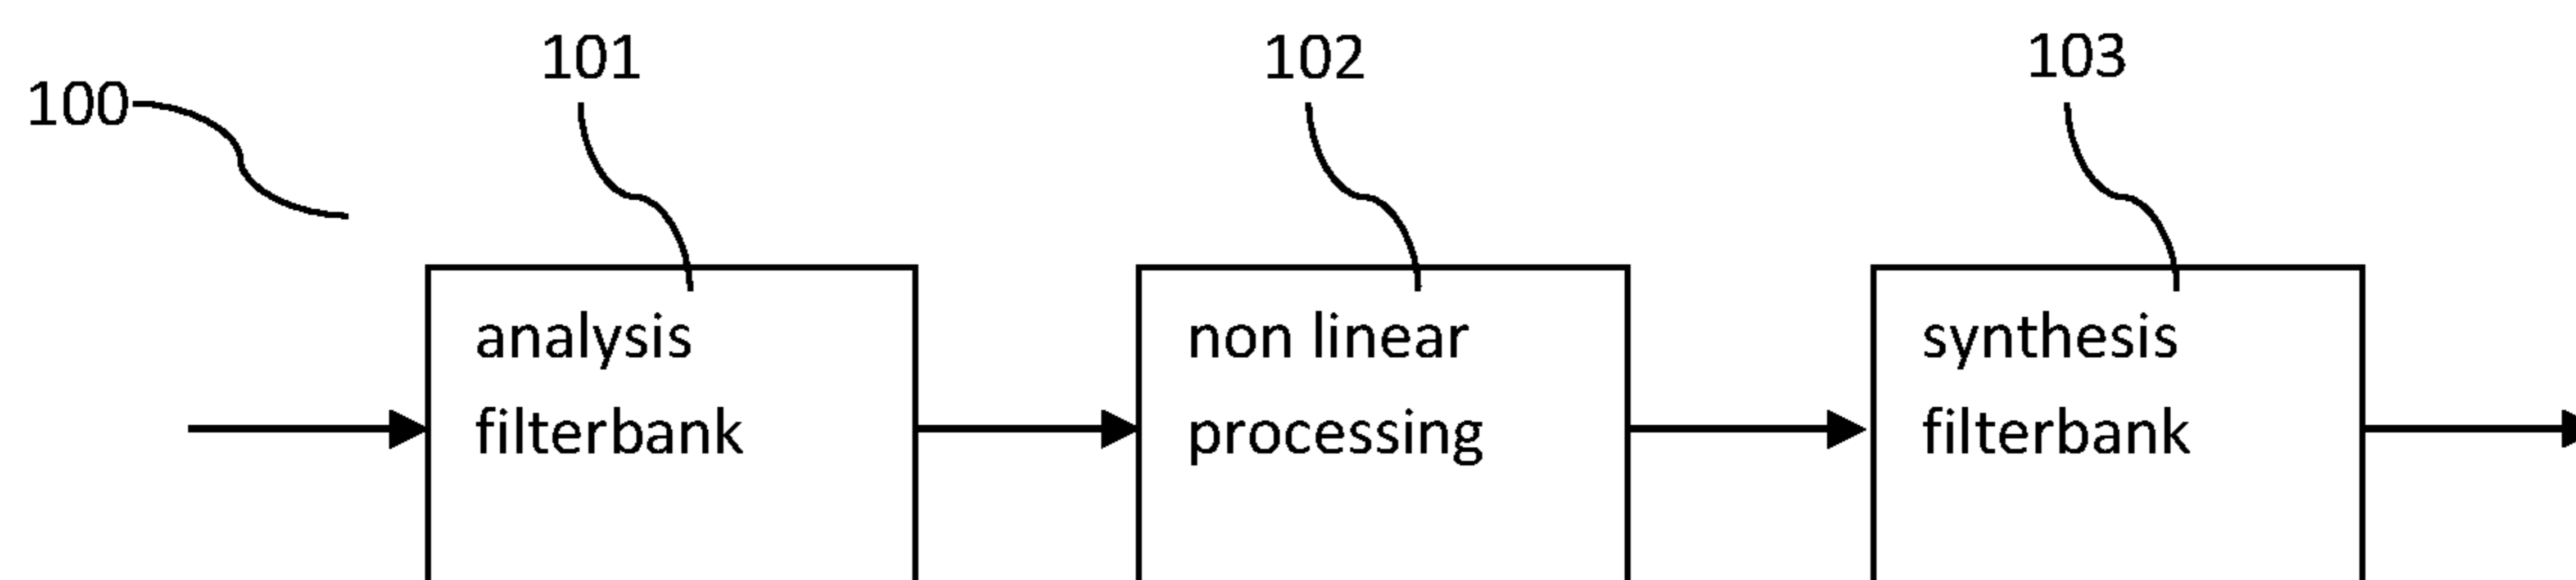 100
101
102
103
analysis
filterbank
non linear
processing
synthesis
filterbank